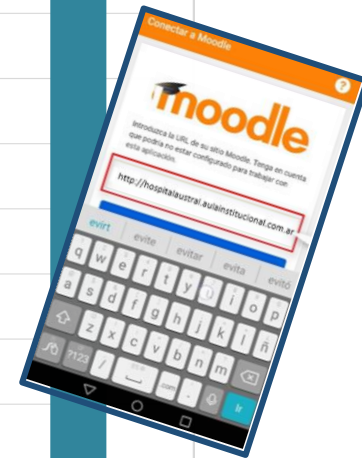 Conectar a Moodle
?
moodle
Introduzca la URL de su sitio Moodle. Tenga en cuenta
que podría no estar configurado para trabajar con
esta aplicación.
http://hospitalaustral.aulainstitucional.com.ar
evirt evite evitar evita evitó
q w e r t y u i o p
a s d f g h j k l ñ
z x c v b n m
?123 / .com . Ir